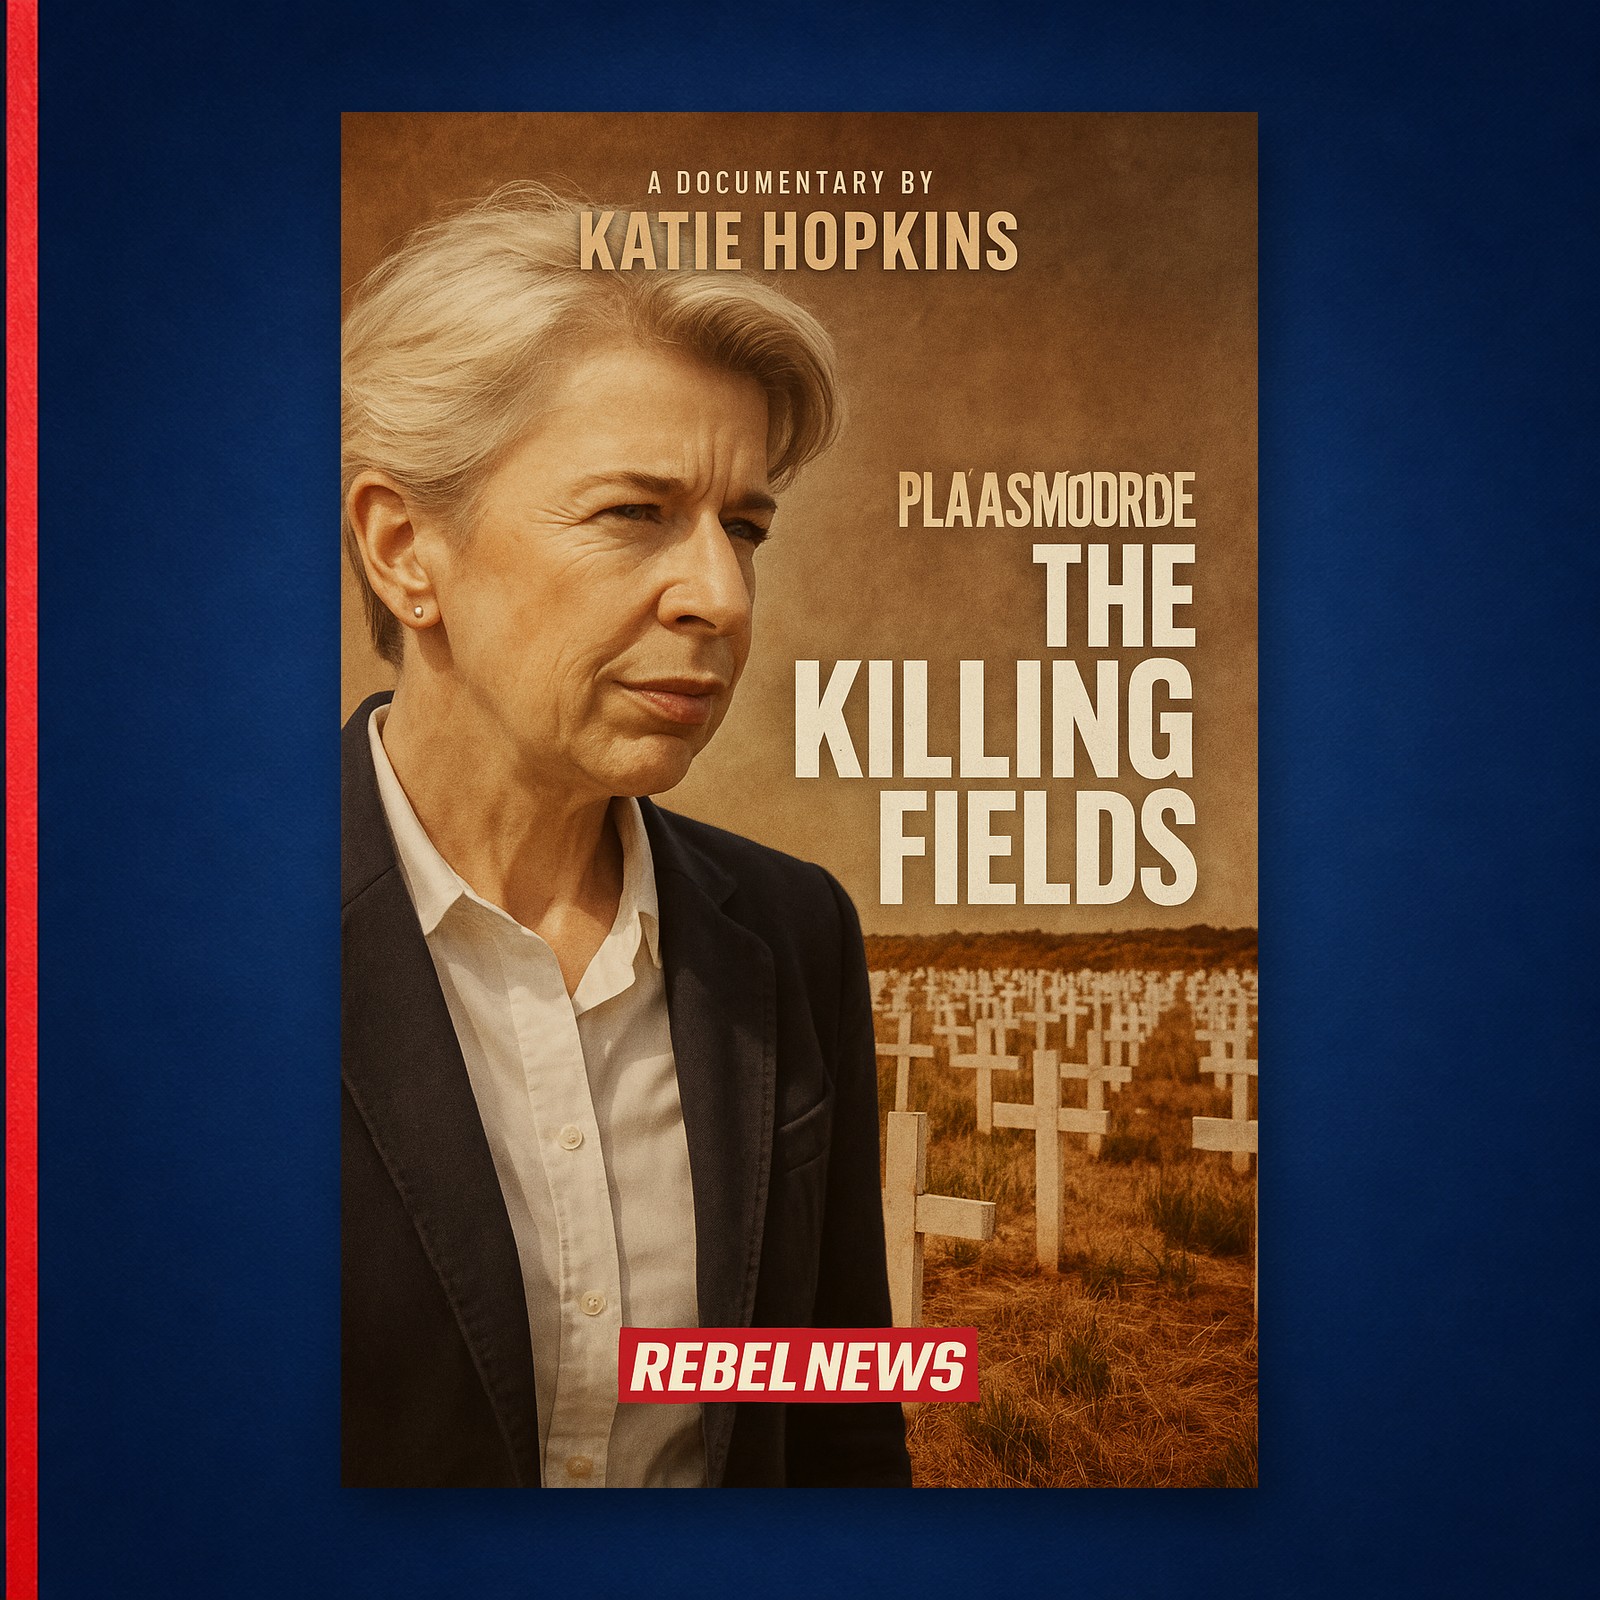 A DOCUMENTARY BY
KATIE HOPKINS
PLAASMOORDE
THE
KILLING
FIELDS
REBEL NEWS